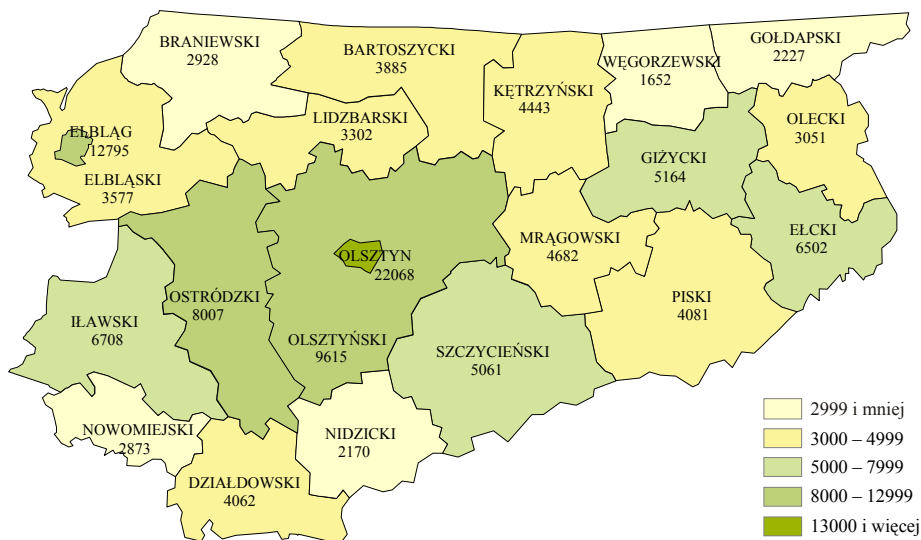 BRANIEWSKI
2928
BARTOSZYCKI
3885
KĘTRZYŃSKI
4443
WĘGORZEWSKI
1652
GOŁDAPSKI
2227
LIDZBARSKI
3302
OLECKI
3051
ELBLĄG
12795
ELBLĄSKI
3577
GIŻYCKI
5164
EŁCKI
6502
MRĄGOWSKI
4682
OLSZTYN
22068
OSTRÓDZKI
8007
PISKI
4081
IŁAWSKI
6708
OLSZTYŃSKI
9615
SZCZYCIEŃSKI
5061
NOWOMIEJSKI
2873
NIDZICKI
2170
DZIAŁDOWSKI
4062
2999 i mniej
3000 – 4999
5000 – 7999
8000 – 12999
13000 i więcej